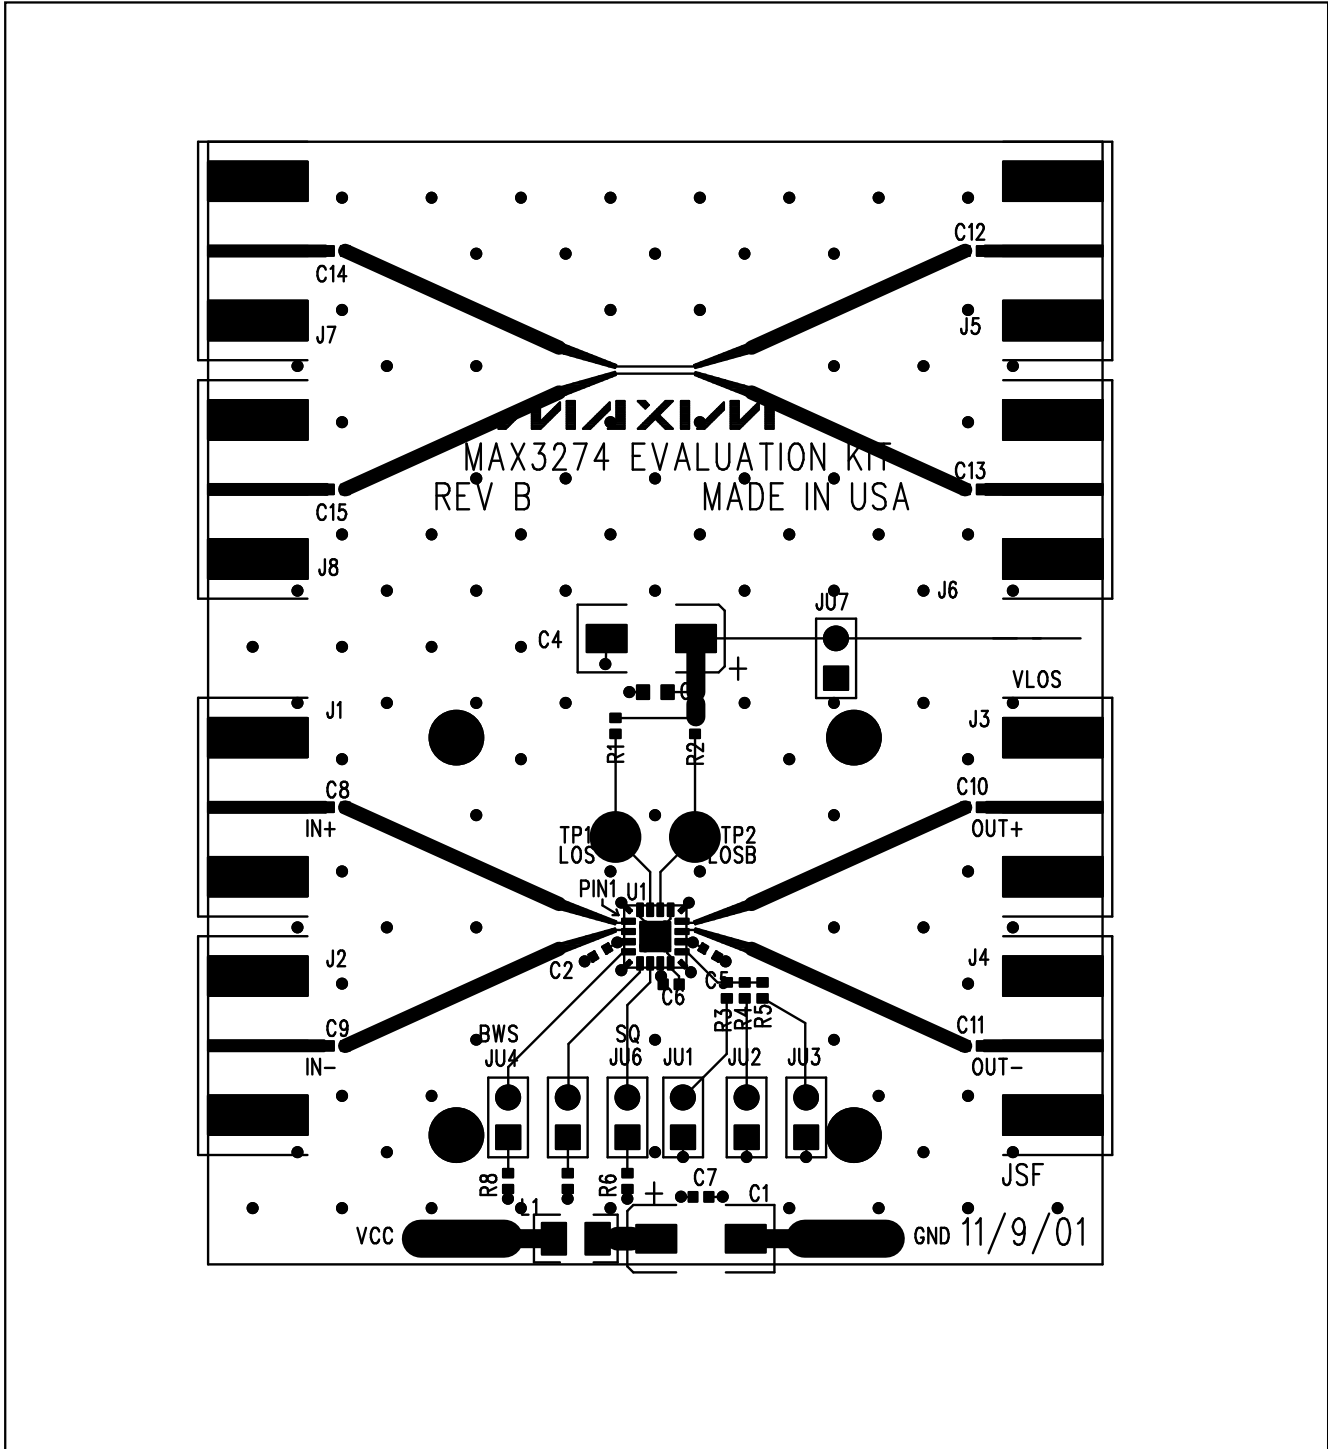 C12
C14
J7
J5
MAXIM
MAX3274 EVALUATION KIT
C13
REV B
MADE IN USA
C15
J8
J6
JU7
C4
VLOS
J1
J3
R1
R2
C8
C10
IN+
OUT+
TP1
LOS
TP2
LOSB
PIN1
U1
J2
J4
C2
C5
C6
R3
R4
R5
C9
C11
BWS
SQ
JU4
JU6
JU1
JU2
JU3
IN-
OUT-
JSF
R8
R6
C7
C1
L1
VCC
GND
11/9/01